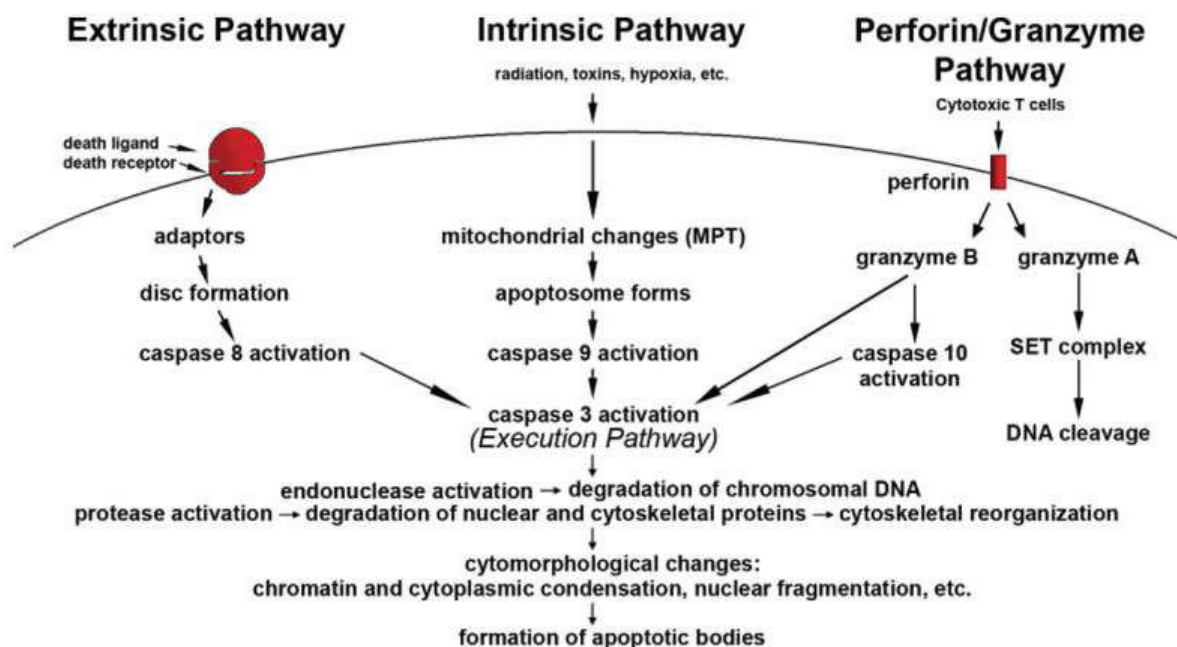 Extrinsic Pathway
Intrinsic Pathway
Perforin/Granzyme
Pathway
radiation, toxins, hypoxia, etc.
Cytotoxic T cells
death ligand
death receptor
perforin
adaptors
mitochondrial changes (MPT)
granzyme B
granzyme A
disc formation
apoptosome forms
caspase 8 activation
caspase 9 activation
caspase 10
activation
SET complex
caspase 3 activation
(Execution Pathway)
DNA cleavage
endonuclease activation → degradation of chromosomal DNA
protease activation → degradation of nuclear and cytoskeletal proteins → cytoskeletal reorganization
cytomorphological changes:
chromatin and cytoplasmic condensation, nuclear fragmentation, etc.
formation of apoptotic bodies